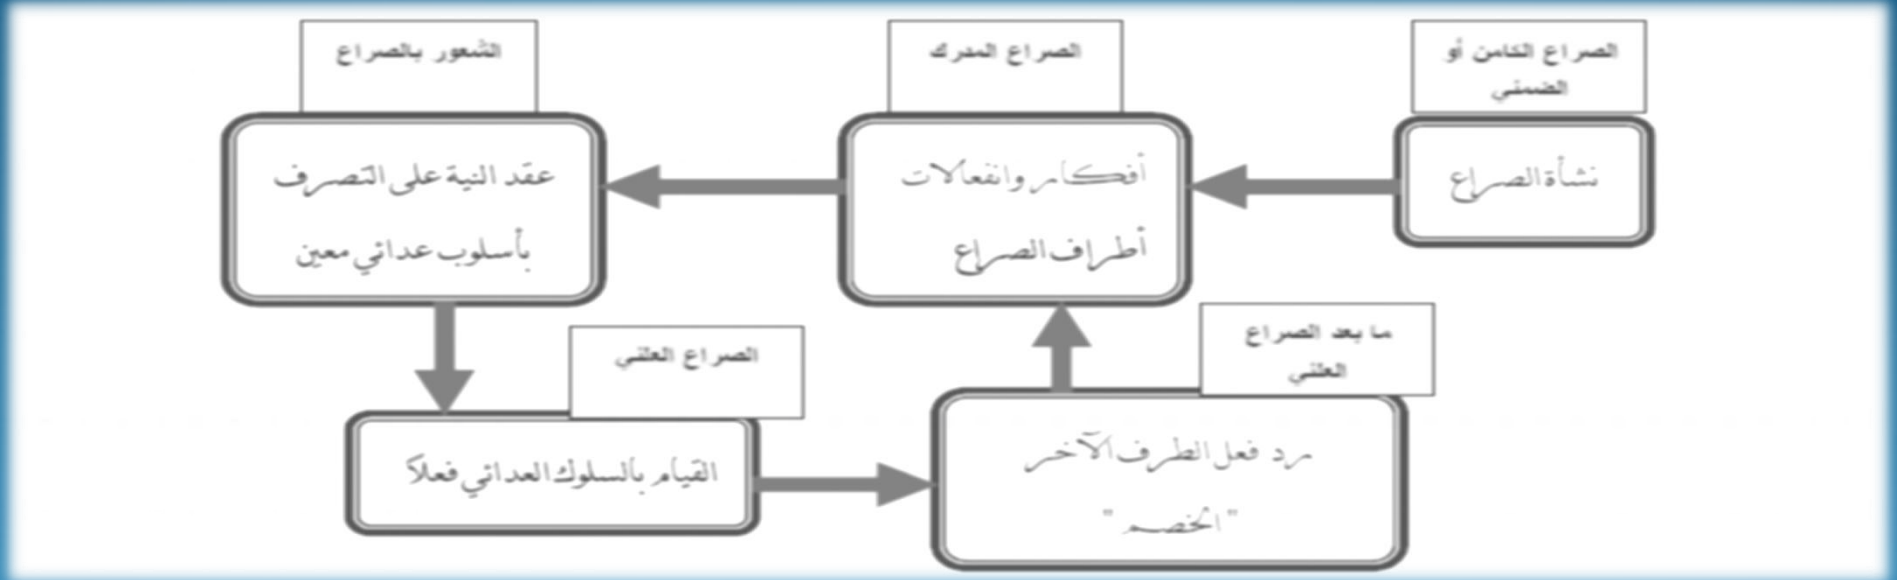 الصراع الكامن أو
الضمني
نشأة الصراع
الصراع المدرك
أفكار وانفعالات
أطراف الصراع
الشعور بالصراع
عقد النية على التصرف
بأسلوب عدائي معين
الصراع العلني
القيام بالسلوك العدائي فعلاً
ما بعد الصراع
العلني
رد فعل الطرف الآخر
"الخصم"